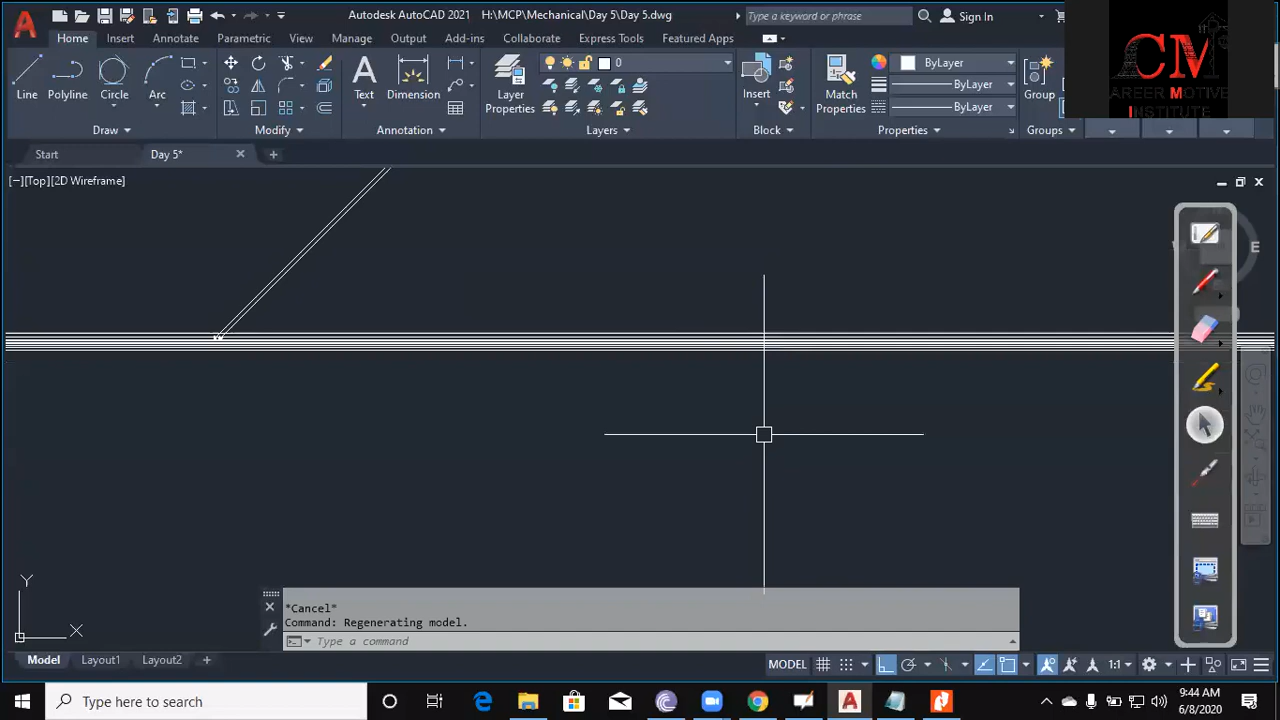 Autodesk AutoCAD 2021 H:\MCP\Mechanical\Day 5\Day 5.dwg
Type a keyword or phrase
Sign In
Home Insert Annotate Parametric View Manage Output Add-ins Collaborate Express Tools Featured Apps
CM
AREER MOTIVE
INSTITUTE
0
ByLayer
ByLayer
ByLayer
Line Polyline Circle Arc
Text Dimension
Layer
Properties
Insert
Match
Properties
Group
Draw Modify Annotation Layers Block Properties Groups
Start Day 5*
[−][Top][2D Wireframe]
E
Y
X
*Cancel*
Command: Regenerating model.
Type a command
Model Layout1 Layout2 +
MODEL 1:1
Type here to search
9:44 AM
6/8/2020